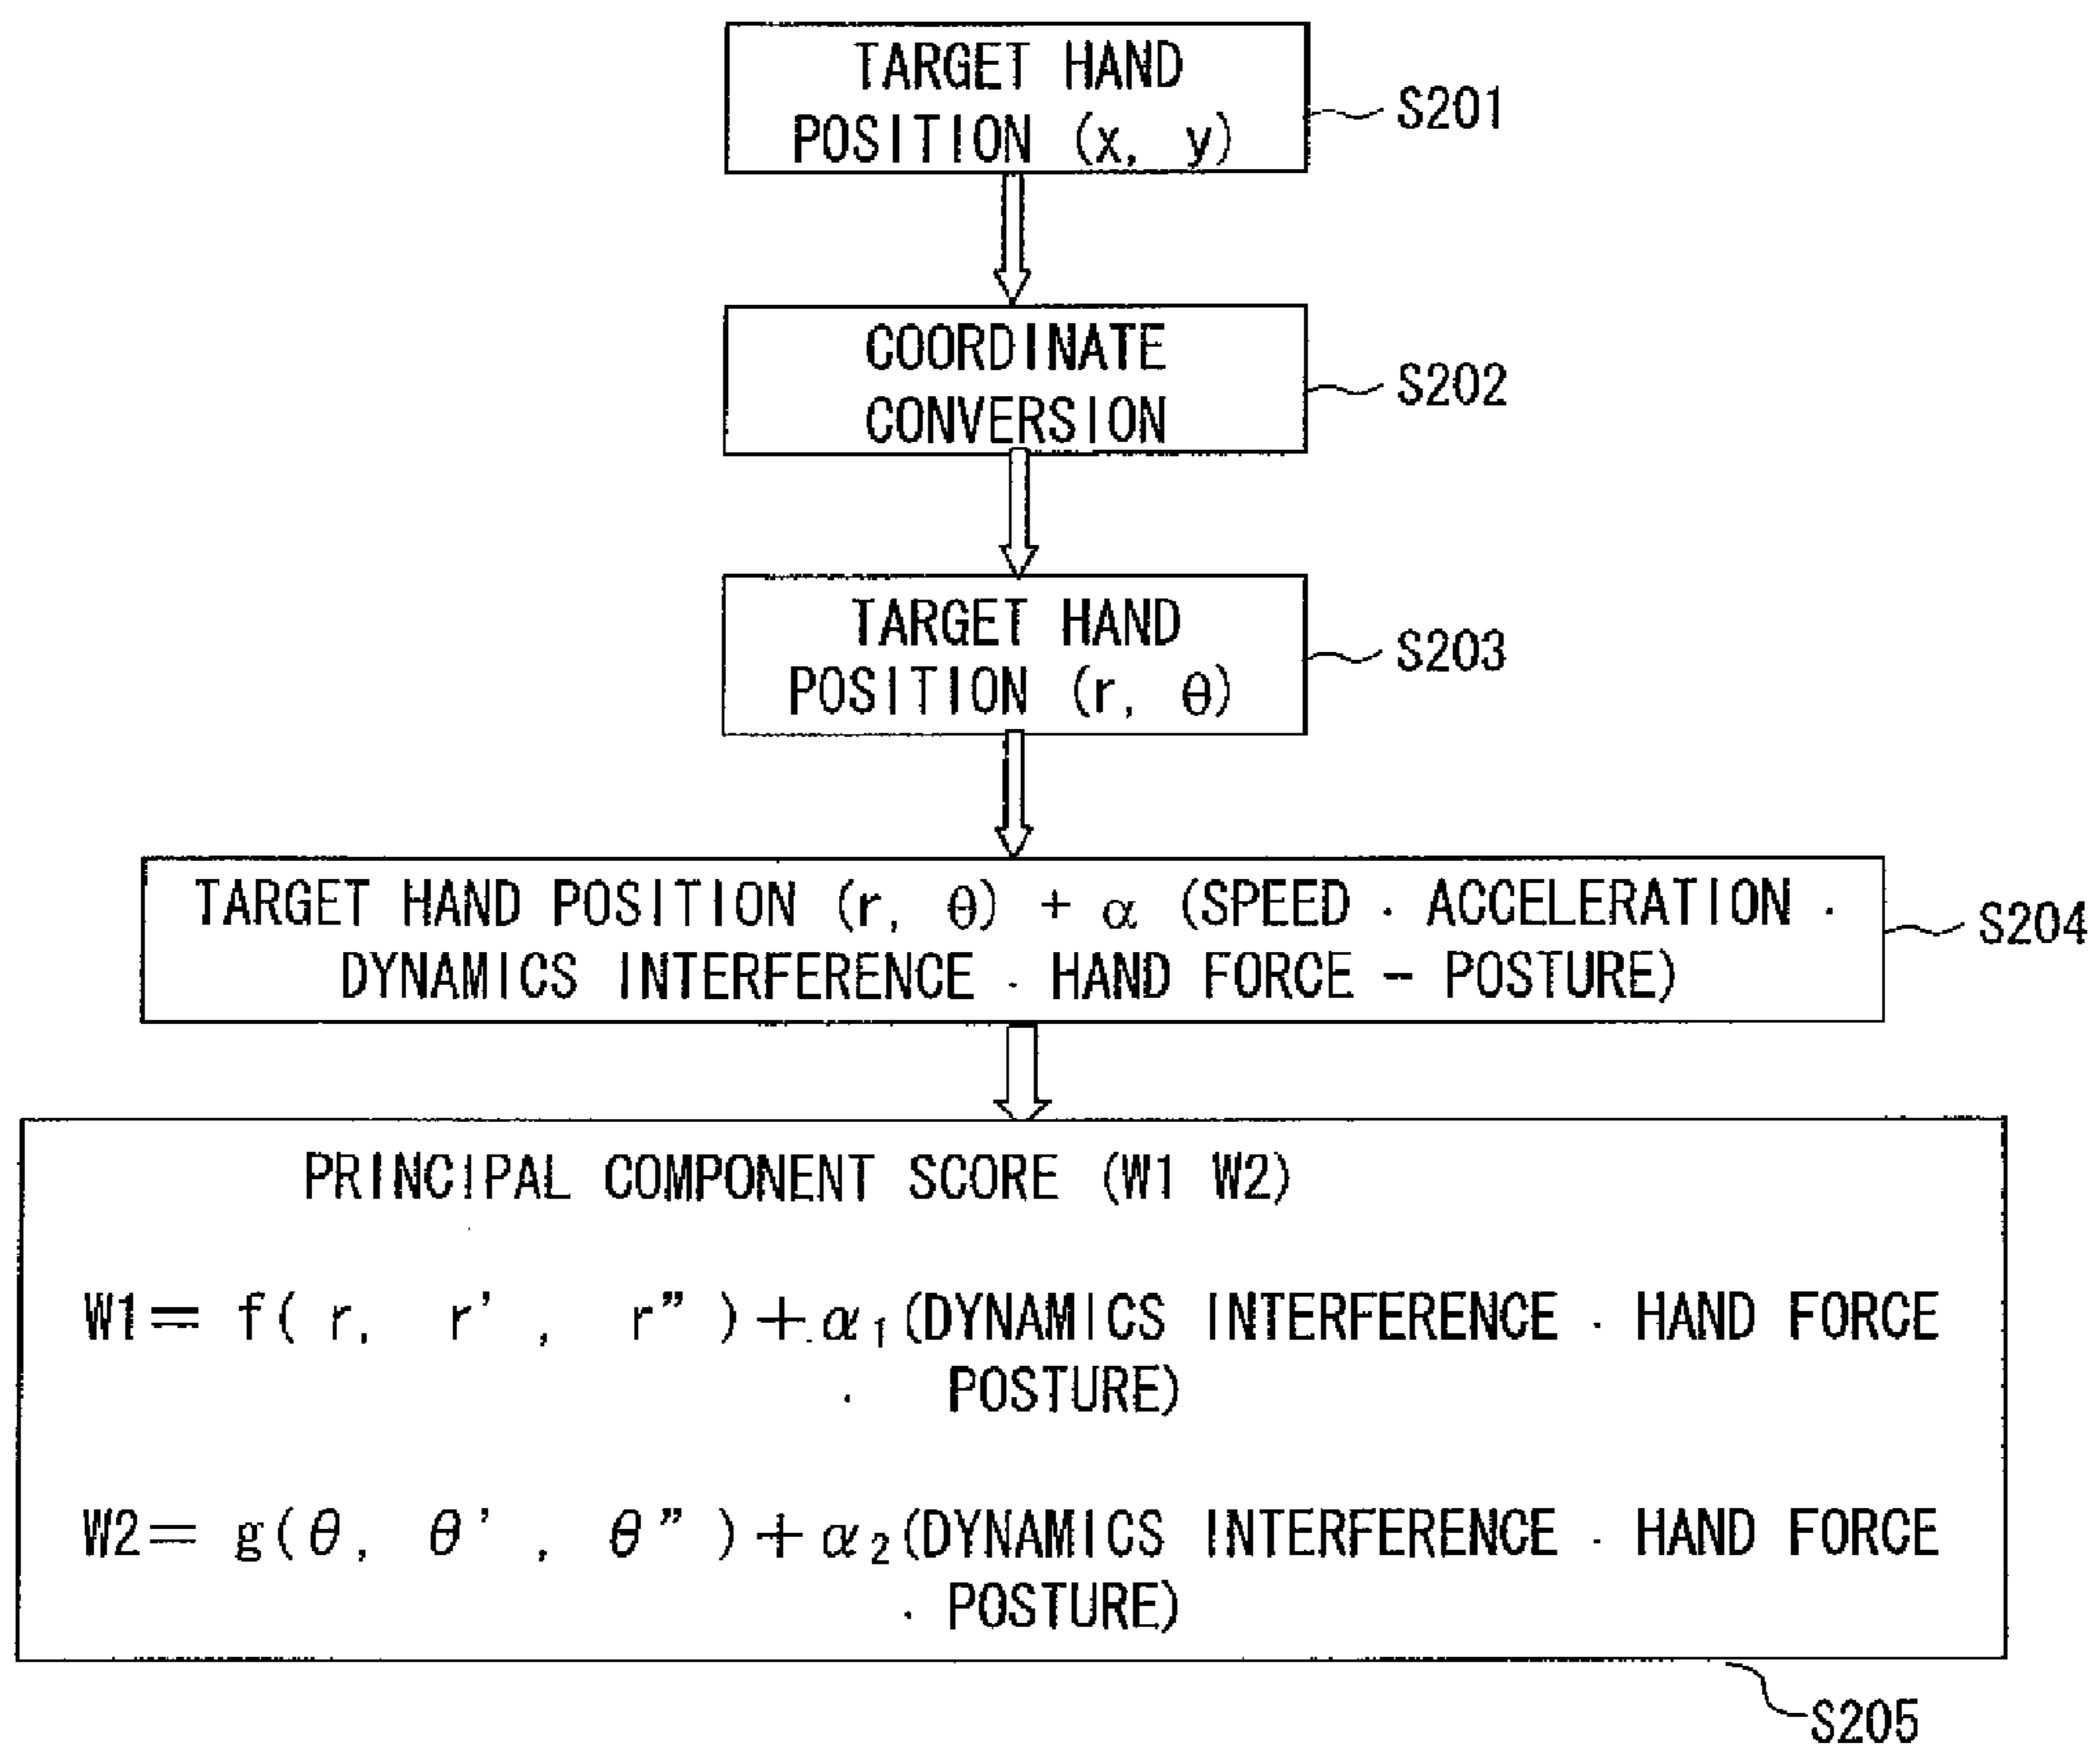 TARGET HAND
POSITION (x, y)
S201
COORDINATE
CONVERSION
S202
TARGET HAND
POSITION (r, θ)
S203
TARGET HAND POSITION (r, θ) + α (SPEED · ACCELERATION ·
DYNAMICS INTERFERENCE · HAND FORCE - POSTURE)
S204
PRINCIPAL COMPONENT SCORE (W1 W2)
W1= f( r, r', r" )+α₁(DYNAMICS INTERFERENCE · HAND FORCE
· POSTURE)
W2= g(θ, θ', θ" )+α₂(DYNAMICS INTERFERENCE · HAND FORCE
· POSTURE)
S205